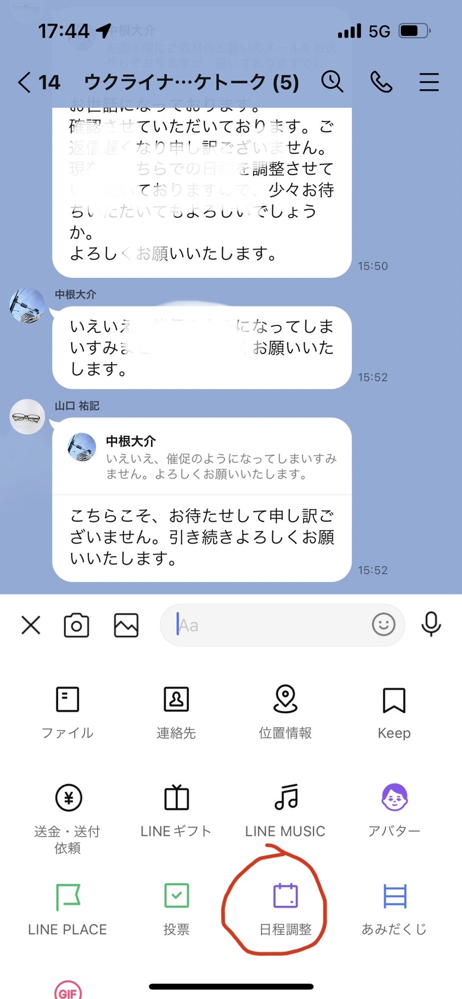 17:44
5G
中根大介
先週水曜にご取材のお願いのメールをお送
りしておりますが、届いておりますでし…
14 ウクライナ…ケトーク (5)
お世話になっております。
確認させていただいております。ご
返信遅くなり申し訳ございません。
現在、こちらでの日程を調整させて
いただいておりますので、少々お待
ちいただいてもよろしいでしょう
か。
よろしくお願いいたします。
15:50
中根大介
いえいえ、催促のようになってしま
いすみません。よろしくお願いいた
します。
15:52
山口 祐記
中根大介
いえいえ、催促のようになってしまいすみ
ません。よろしくお願いいたします。
こちらこそ、お待たせして申し訳ご
ざいません。引き続きよろしくお願
いいたします。
15:52
Aa
ファイル 連絡先 位置情報 Keep
送金・送付
依頼
LINEギフト LINE MUSIC アバター
LINE PLACE 投票 日程調整 あみだくじ
GIF